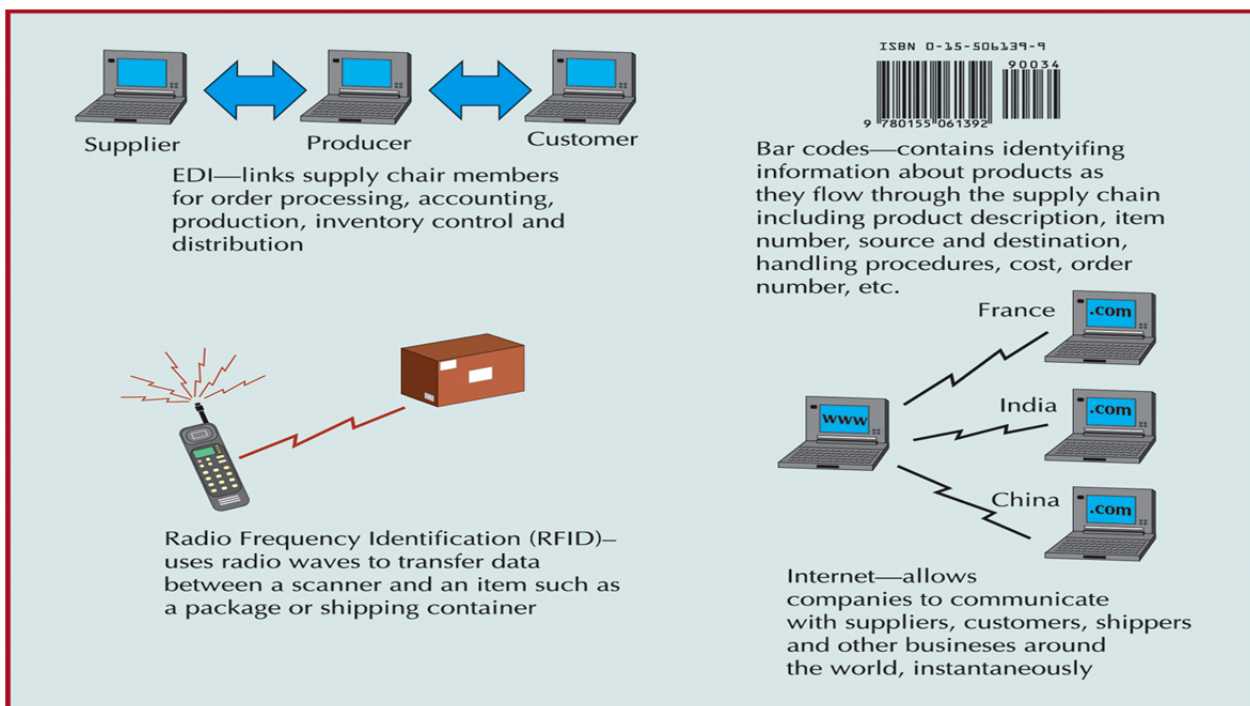 Supplier
Producer
Customer
EDI—links supply chair members
for order processing, accounting,
production, inventory control and
distribution
ISBN 0-15-506139-9
90034
9 780155 061392
Bar codes—contains identyifing
information about products as
they flow through the supply chain
including product description, item
number, source and destination,
handling procedures, cost, order
number, etc.
Radio Frequency Identification (RFID)–
uses radio waves to transfer data
between a scanner and an item such as
a package or shipping container
France
.com
www
India
.com
China
.com
Internet—allows
companies to communicate
with suppliers, customers, shippers
and other busineses around
the world, instantaneously